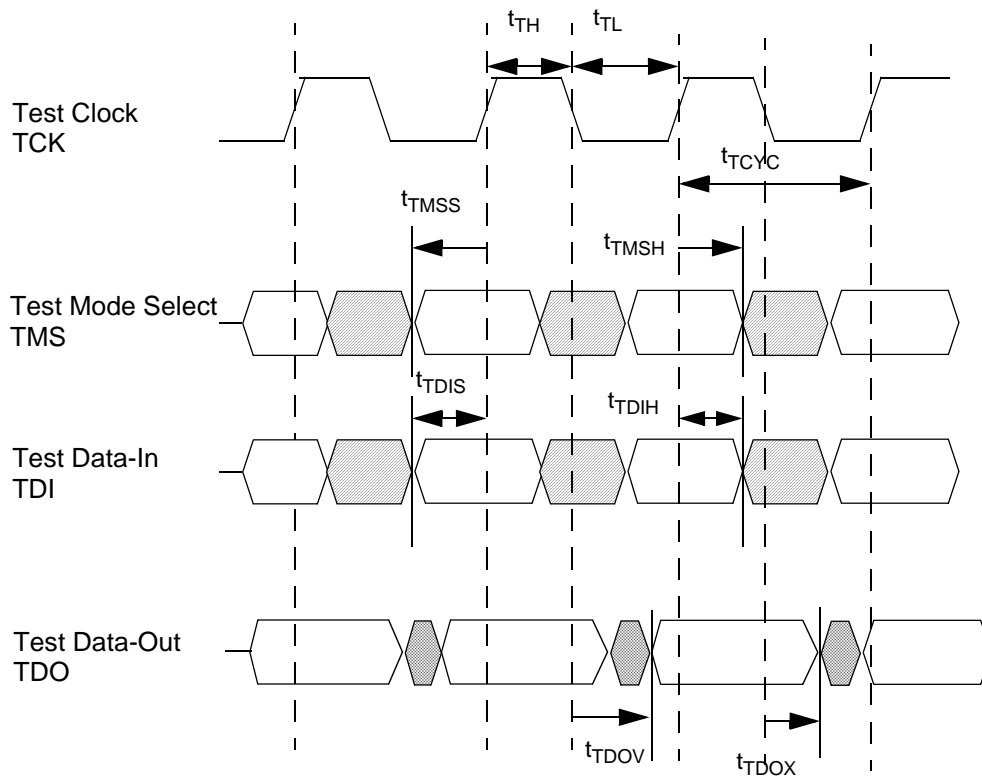 tTH
tTL
Test Clock
TCK
tTCYC
tTMSS
tTMSH
Test Mode Select
TMS
tTDIS
tTDIH
Test Data-In
TDI
Test Data-Out
TDO
tTDOV
tTDOX